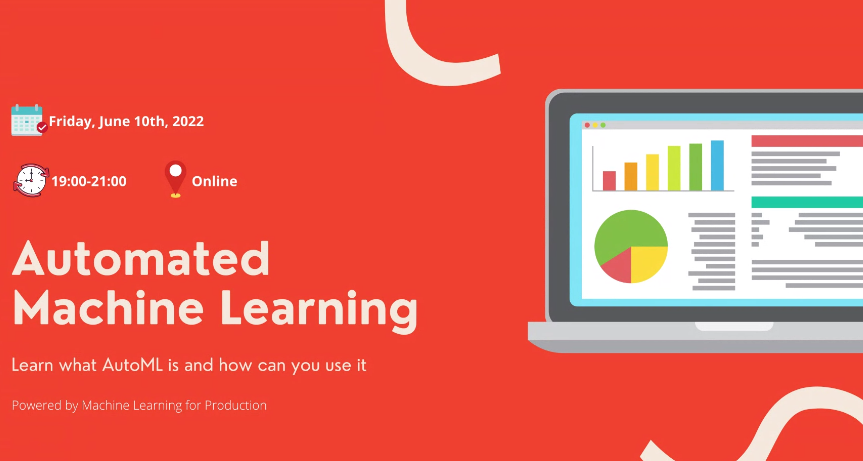 Friday, June 10th, 2022
19:00-21:00
Online
Automated
Machine Learning
Learn what AutoML is and how can you use it
Powered by Machine Learning for Production